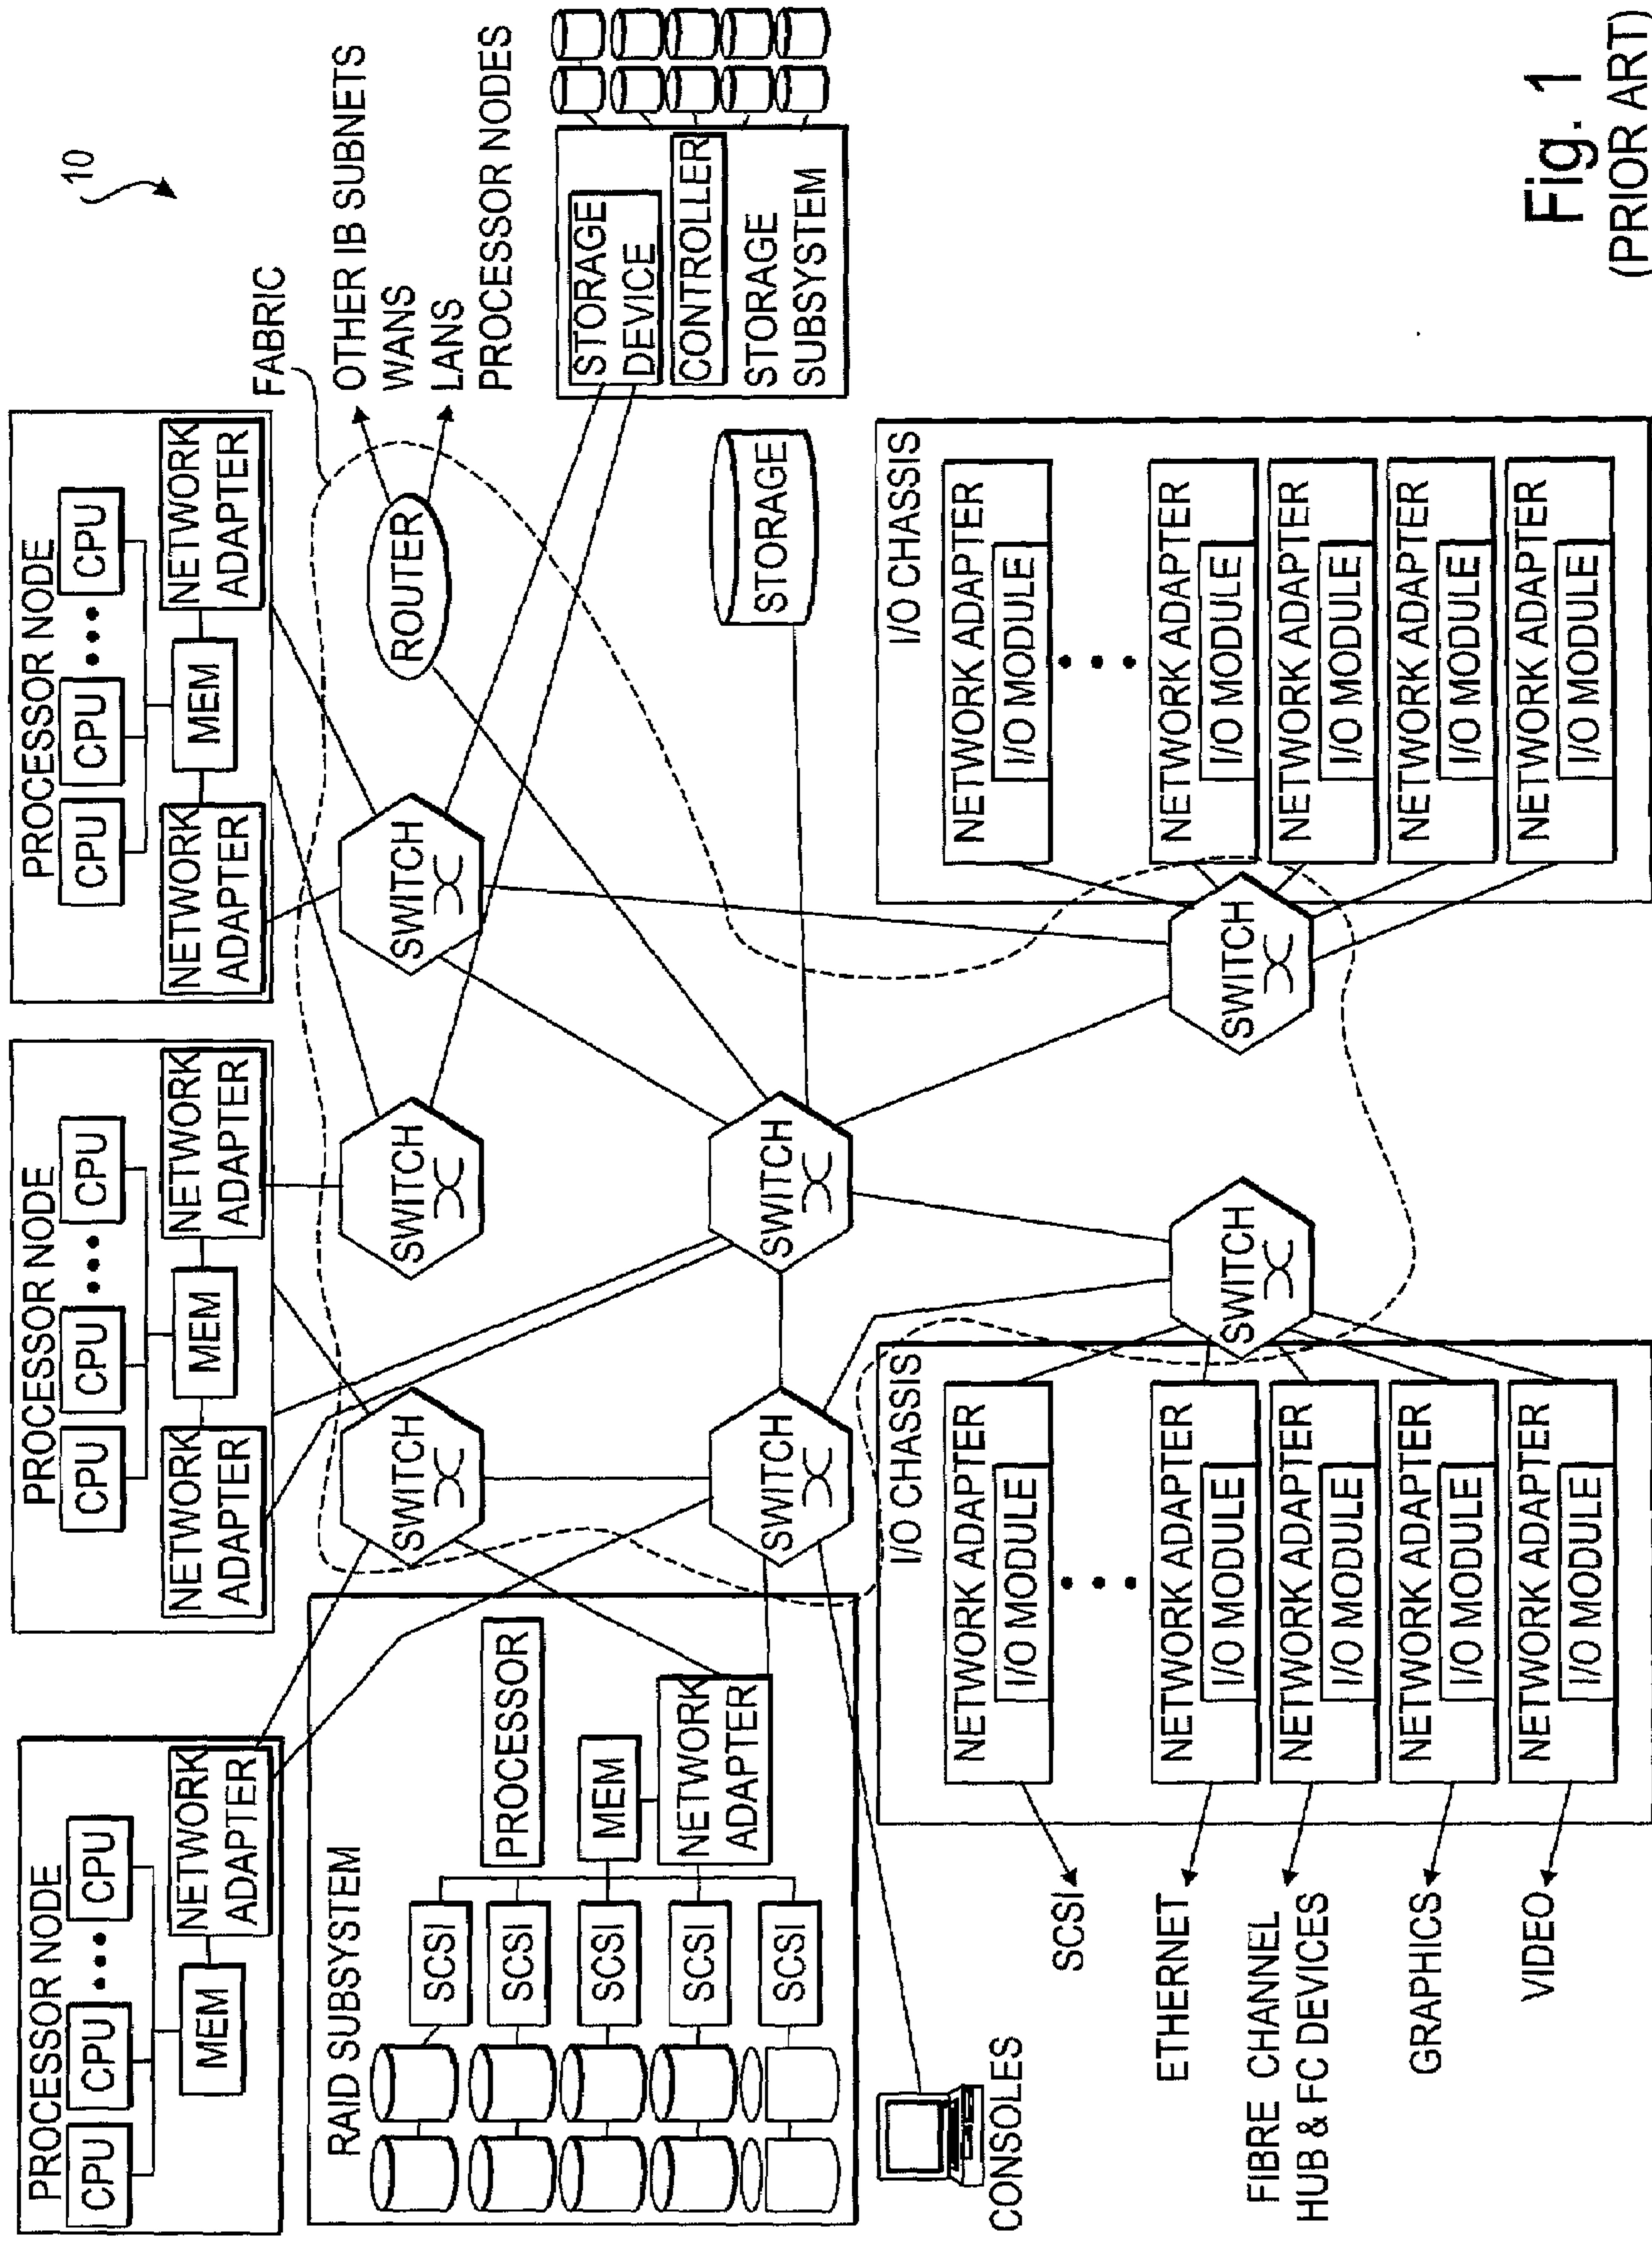 10
PROCESSOR NODE
CPU
CPU
CPU
MEM
NETWORK
ADAPTER
PROCESSOR NODE
CPU
CPU
CPU
NETWORK
ADAPTER
MEM
NETWORK
ADAPTER
PROCESSOR NODE
CPU
CPU
CPU
NETWORK
ADAPTER
MEM
NETWORK
ADAPTER
FABRIC
OTHER IB SUBNETS
WANS
LANS
PROCESSOR NODES
ROUTER
SWITCH
SWITCH
SWITCH
RAID SUBSYSTEM
SCSI
SCSI
SCSI
SCSI
SCSI
PROCESSOR
MEM
NETWORK
ADAPTER
STORAGE
DEVICE
CONTROLLER
STORAGE
SUBSYSTEM
STORAGE
SWITCH
SWITCH
CONSOLES
I/O CHASSIS
NETWORK ADAPTER
I/O MODULE
NETWORK ADAPTER
I/O MODULE
NETWORK ADAPTER
I/O MODULE
NETWORK ADAPTER
I/O MODULE
NETWORK ADAPTER
I/O MODULE
SCSI
ETHERNET
FIBRE CHANNEL
HUB & FC DEVICES
GRAPHICS
VIDEO
SWITCH
SWITCH
I/O CHASSIS
NETWORK ADAPTER
I/O MODULE
NETWORK ADAPTER
I/O MODULE
NETWORK ADAPTER
I/O MODULE
NETWORK ADAPTER
I/O MODULE
NETWORK ADAPTER
I/O MODULE
Fig. 1
(PRIOR ART)